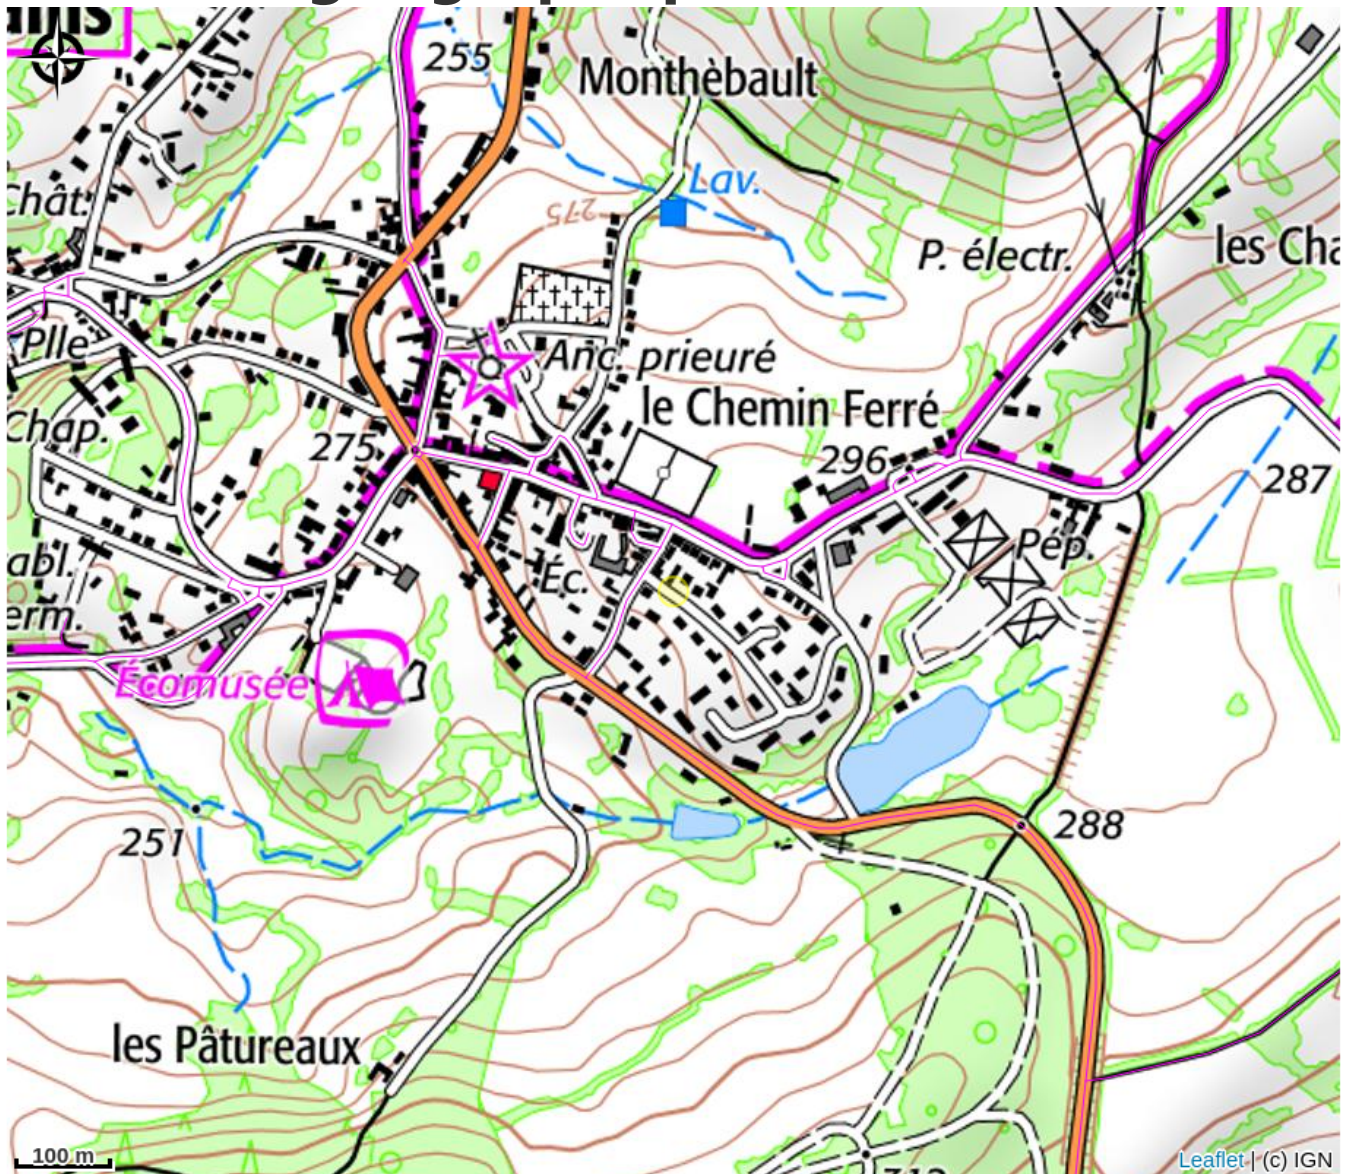 255
Monthèbault
Lav.
Chât.
275
P. électr.
les Cha
Plle
Anc. prieuré
le Chemin Ferré
Chap.
275
296
287
Pép.
abl.
Éc.
erm.
Écomusée
251
288
les Pâtureaux
100 m
312
Leaflet | (c) IGN